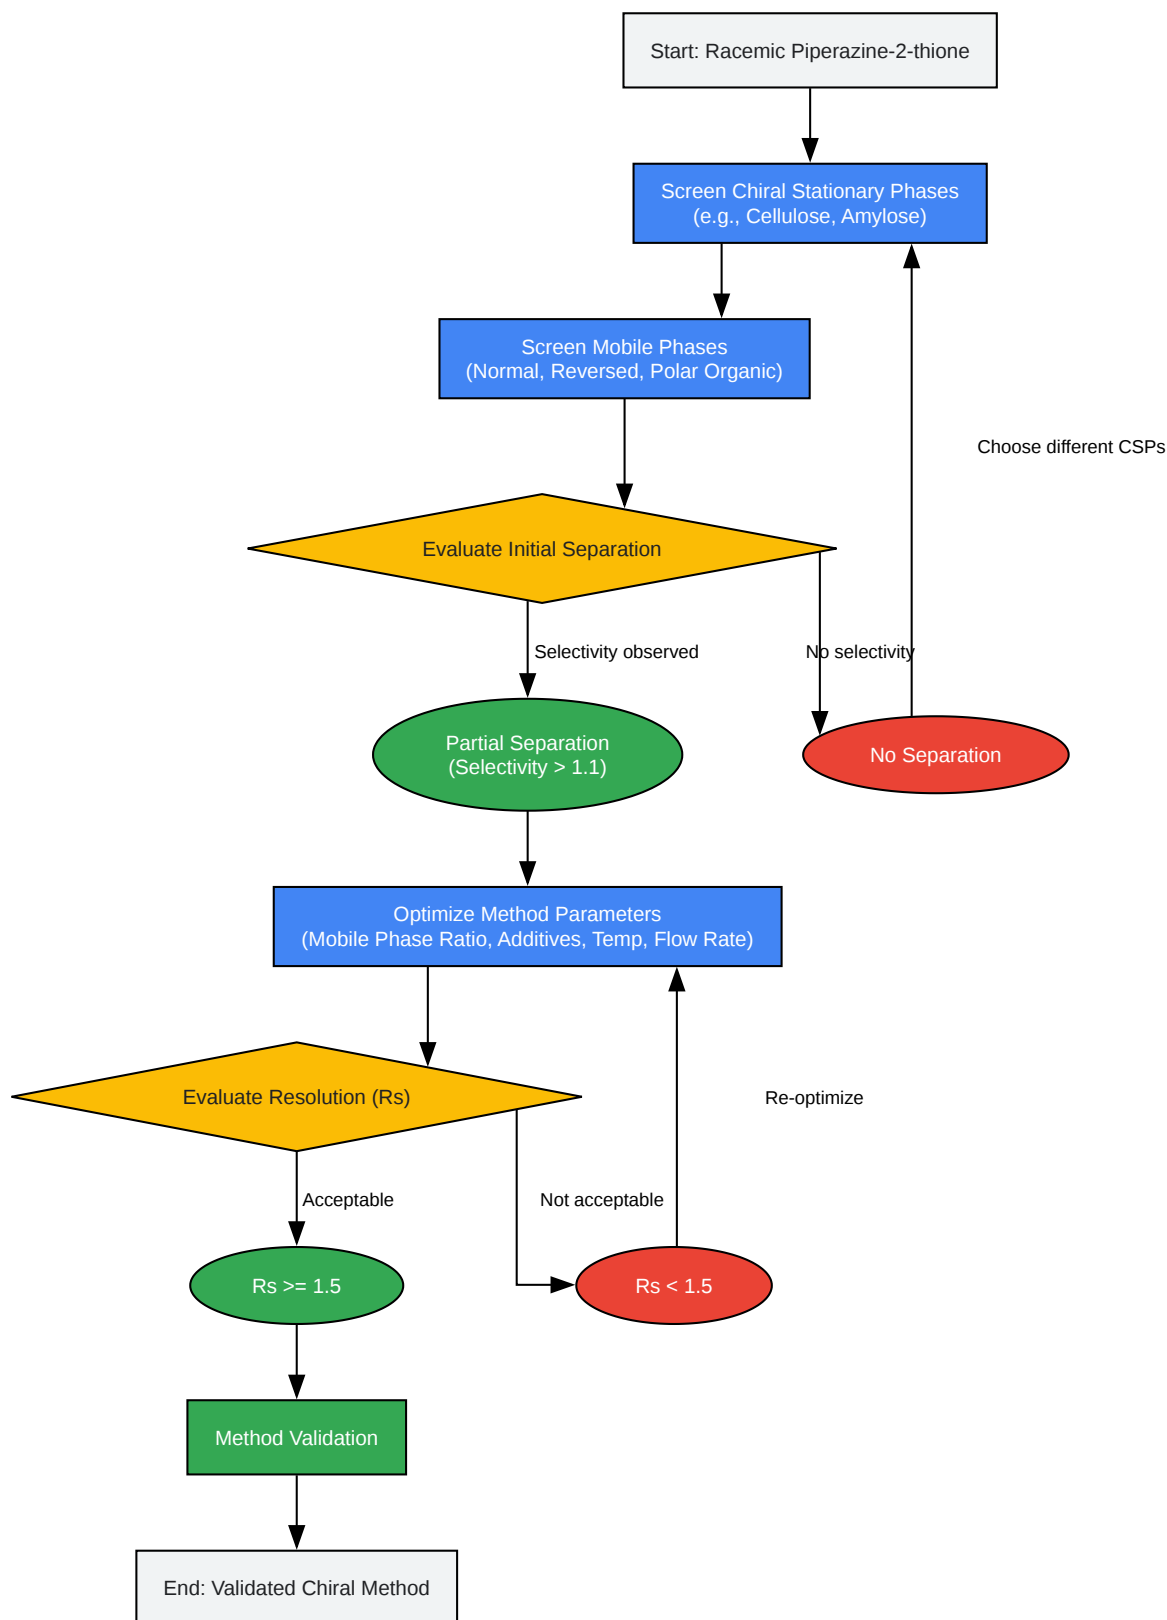 Start: Racemic Piperazine-2-thione
Screen Chiral Stationary Phases
(e.g., Cellulose, Amylose)
Screen Mobile Phases
(Normal, Reversed, Polar Organic)
Choose different CSPs
Evaluate Initial Separation
Selectivity observed
No selectivity
Partial Separation
(Selectivity > 1.1)
No Separation
Optimize Method Parameters
(Mobile Phase Ratio, Additives, Temp, Flow Rate)
Evaluate Resolution (Rs)
Re-optimize
Acceptable
Not acceptable
Rs >= 1.5
Rs < 1.5
Method Validation
End: Validated Chiral Method